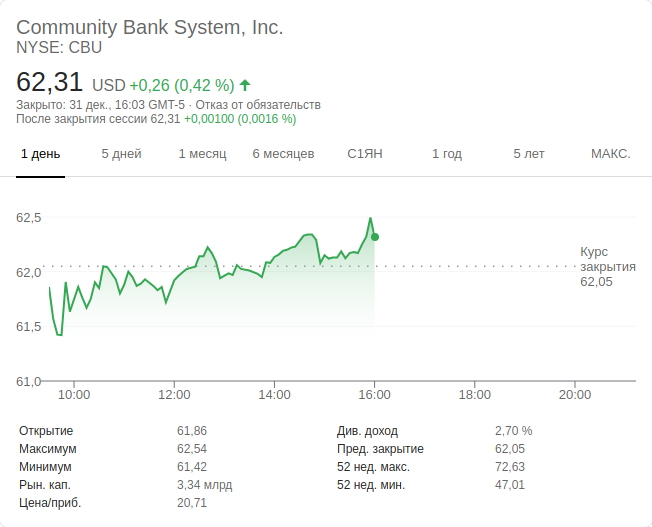 Community Bank System, Inc.
NYSE: CBU
62,31 USD +0,26 (0,42 %)
Закрыто: 31 дек., 16:03 GMT-5 · Отказ от обязательств
После закрытия сессии 62,31 +0,00100 (0,0016 %)
1 день 5 дней 1 месяц 6 месяцев С1ЯН 1 год 5 лет МАКС.
62,5
Курс
закрытия
62,05
62,0
61,5
61,0
10:00 12:00 14:00 16:00 18:00 20:00
Открытие 61,86 Див. доход 2,70 %
Максимум 62,54 Пред. закрытие 62,05
Минимум 61,42 52 нед. макс. 72,63
Рын. кап. 3,34 млрд 52 нед. мин. 47,01
Цена/приб. 20,71